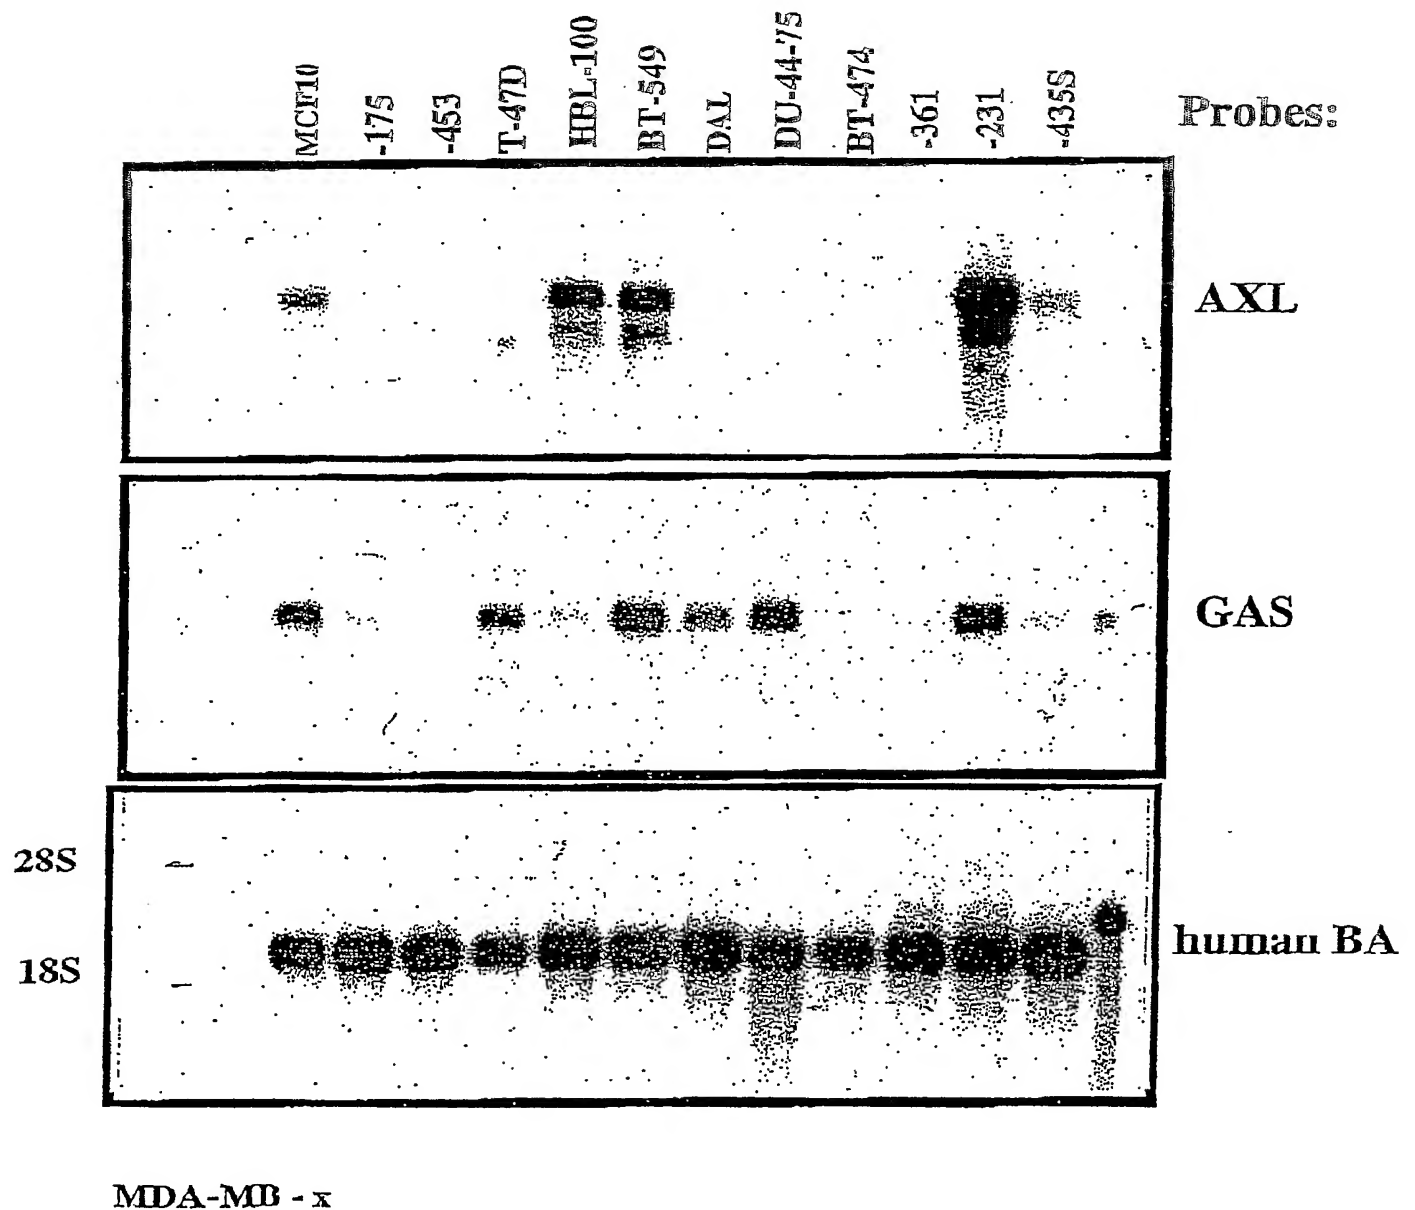 MCF10
-175
-453
T-47D
HBL-100
BT-549
DAL
DU-44-75
BT-474
-361
-231
-435S
Probes:
AXL
GAS
28S
18S
human BA
MDA-MB - x